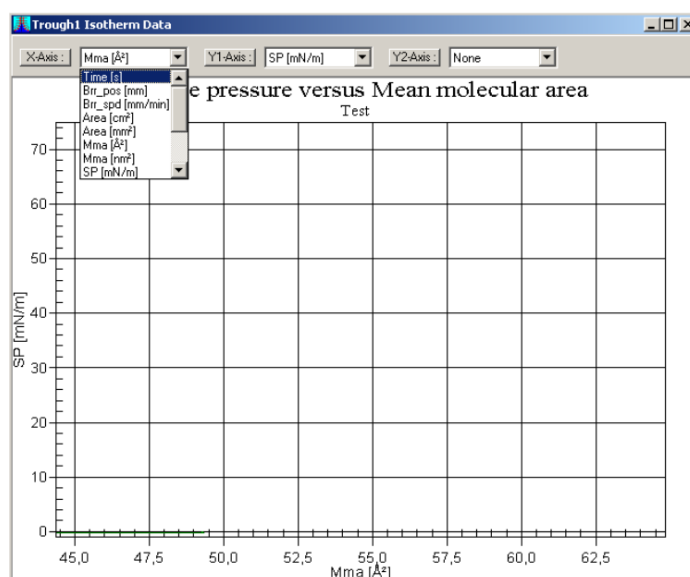 Trough1 Isotherm Data
X-Axis : Mma [Å²] Y1-Axis : SP [mN/m] Y2-Axis : None
Time [s]
Brr_pos [mm]
Brr_spd [mm/min]
Area [cm²]
Area [mm²]
Mma [Å²]
Mma [nm²]
SP [mN/m]
e pressure versus Mean molecular area
Test
70
60
50
40
30
20
10
0
SP [mN/m]
45,0 47,5 50,0 52,5 55,0 57,5 60,0 62,5
Mma [Å²]